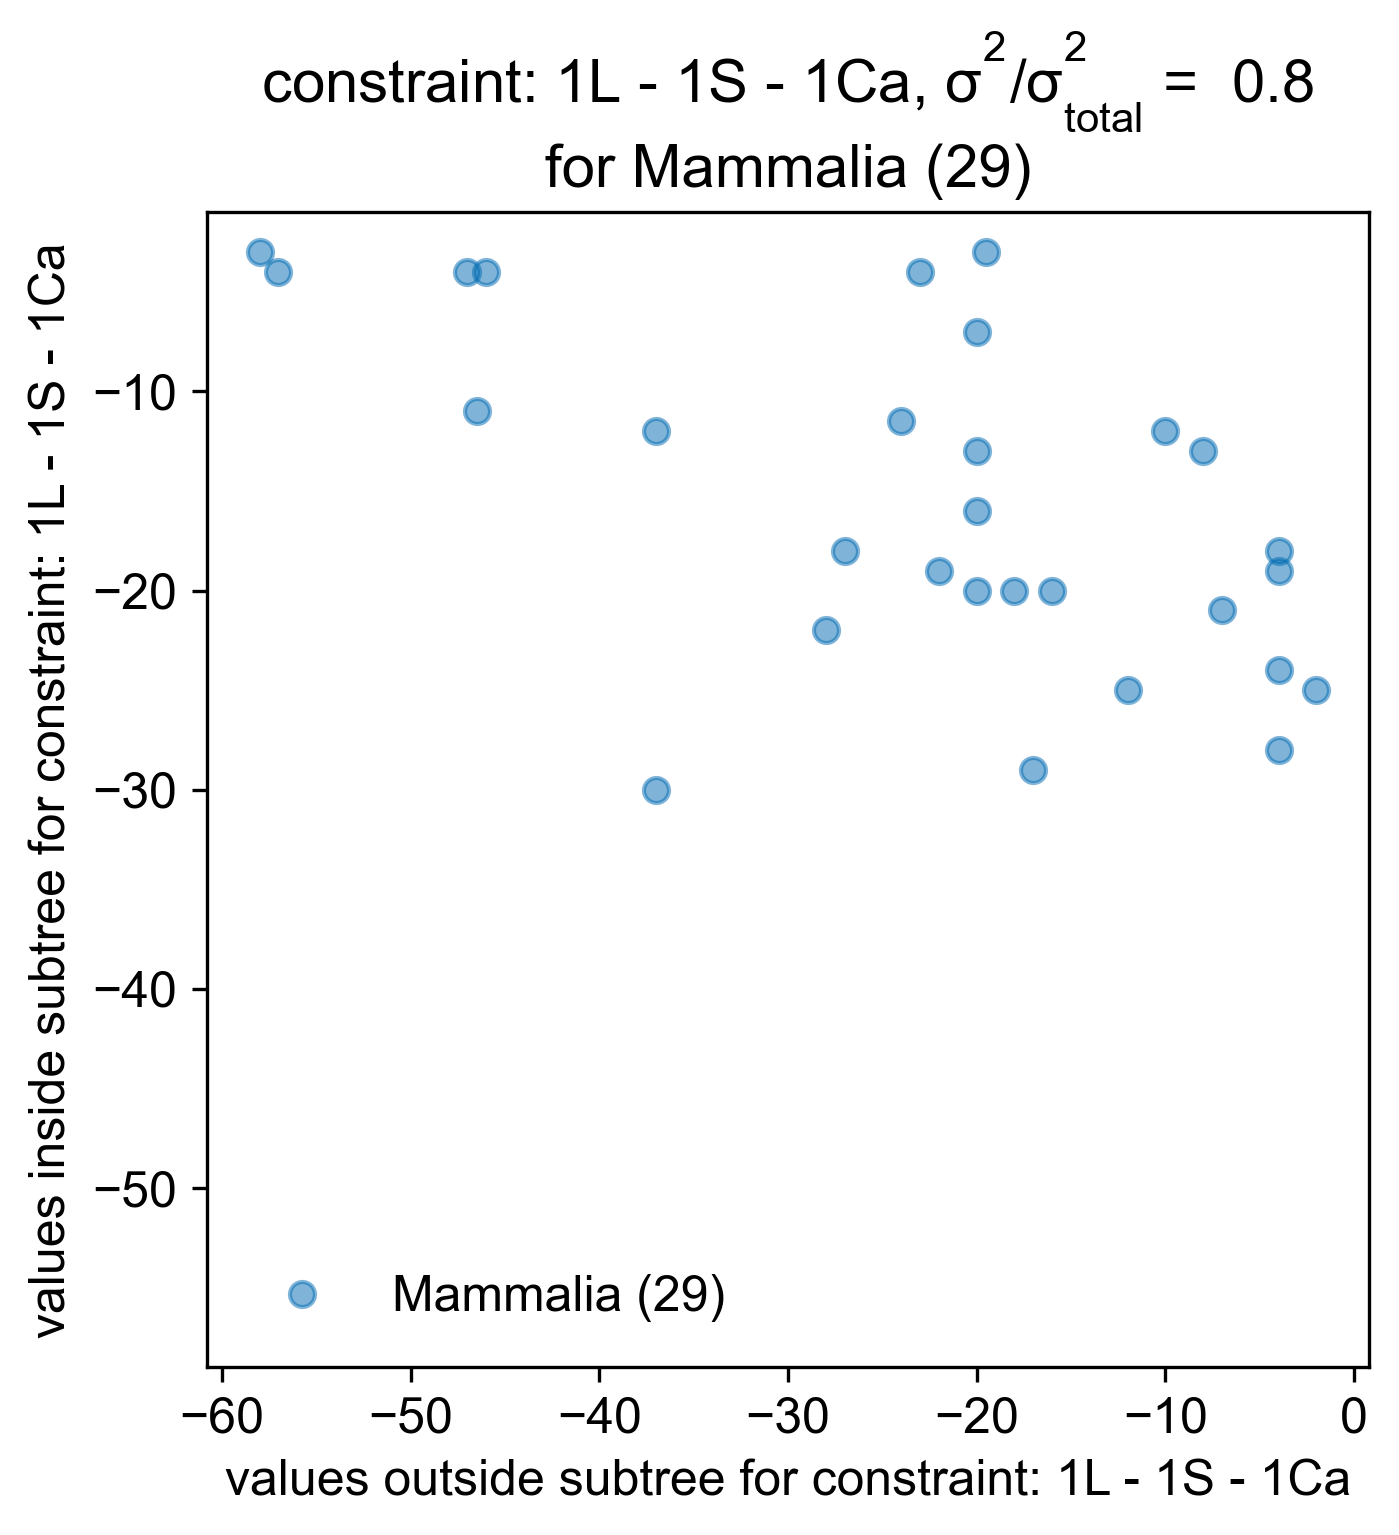 constraint: 1L - 1S - 1Ca, σ²/σ²total = 0.8
for Mammalia (29)
values inside subtree for constraint: 1L - 1S - 1Ca
−10
−20
−30
−40
−50
Mammalia (29)
−60 −50 −40 −30 −20 −10 0
values outside subtree for constraint: 1L - 1S - 1Ca